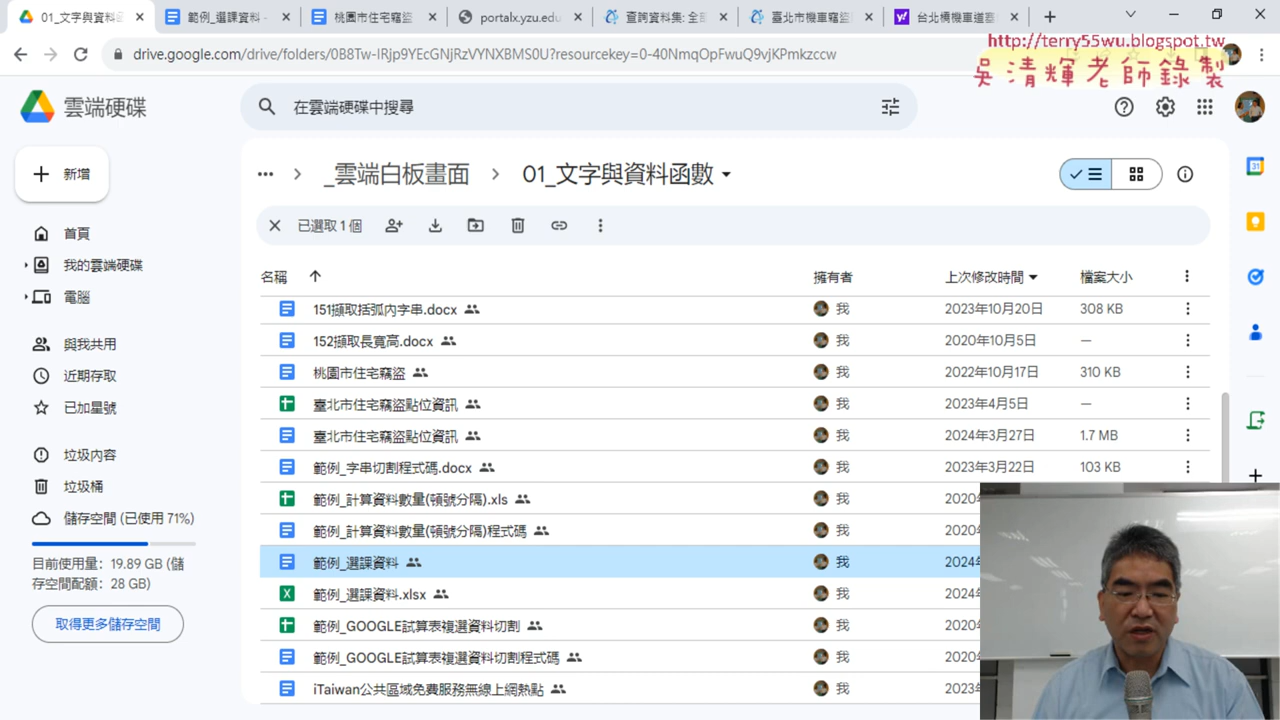 01_文字與資料函
範例_選課資料 -
桃園市住宅竊盜
portalx.yzu.edu
查詢資料集: 全部
臺北市機車竊盜
台北橋機車道畫
drive.google.com/drive/folders/0B8Tw-IRjp9YEcGNjRzVYNXBMS0U?resourcekey=0-40NmqOpFwuQ9vjKPmkzccw
http://terry55wu.blogspot.tw
吳清輝老師錄製
雲端硬碟
在雲端硬碟中搜尋
新增
首頁
我的雲端硬碟
電腦
與我共用
近期存取
已加星號
垃圾內容
垃圾桶
儲存空間 (已使用 71%)
目前使用量：19.89 GB (儲
存空間配額：28 GB)
取得更多儲存空間
_雲端白板畫面
01_文字與資料函數
已選取 1 個
名稱 擁有者 上次修改時間 檔案大小
151擷取括弧內字串.docx 我 2023年10月20日 308 KB
152擷取長寬高.docx 我 2020年10月5日 —
桃園市住宅竊盜 我 2022年10月17日 310 KB
臺北市住宅竊盜點位資訊 我 2023年4月5日 —
臺北市住宅竊盜點位資訊 我 2024年3月27日 1.7 MB
範例_字串切割程式碼.docx 我 2023年3月22日 103 KB
範例_計算資料數量(頓號分隔).xls 我 2020
範例_計算資料數量(頓號分隔)程式碼 我 2020
範例_選課資料 我 2024
範例_選課資料.xlsx 我 2024
範例_GOOGLE試算表複選資料切割 我 2020
範例_GOOGLE試算表複選資料切割程式碼 我 2020
iTaiwan公共區域免費服務無線上網熱點 我 2023